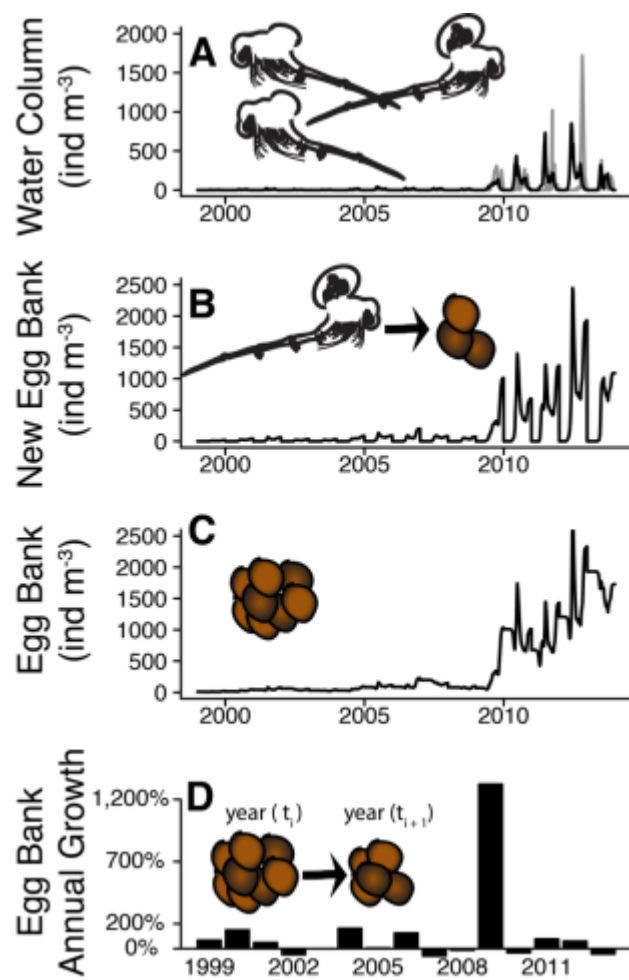 A
Water Column
(ind m⁻³)
2000
1500
1000
500
0
2000 2005 2010
B
New Egg Bank
(ind m⁻³)
2500
2000
1500
1000
500
0
2000 2005 2010
C
Egg Bank
(ind m⁻³)
2500
2000
1500
1000
500
0
2000 2005 2010
D
Egg Bank
Annual Growth
year ( tᵢ) year (tᵢ₊₁)
1,200%
700%
200%
0%
1999 2002 2005 2008 2011